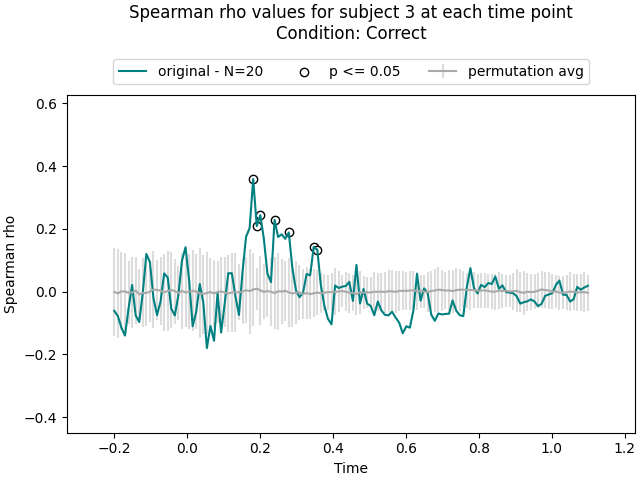 Spearman rho values for subject 3 at each time point
Condition: Correct
original - N=20
p <= 0.05
permutation avg
0.6
0.4
0.2
0.0
−0.2
−0.4
Spearman rho
−0.2
0.0
0.2
0.4
0.6
0.8
1.0
1.2
Time